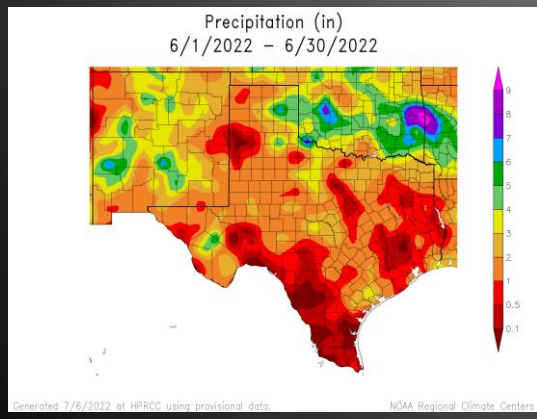 Precipitation (in)
6/1/2022 – 6/30/2022
9
8
7
6
5
4
3
2
1
0.5
0.1
Generated 7/6/2022 at HPRCC using provisional data.
NOAA Regional Climate Centers